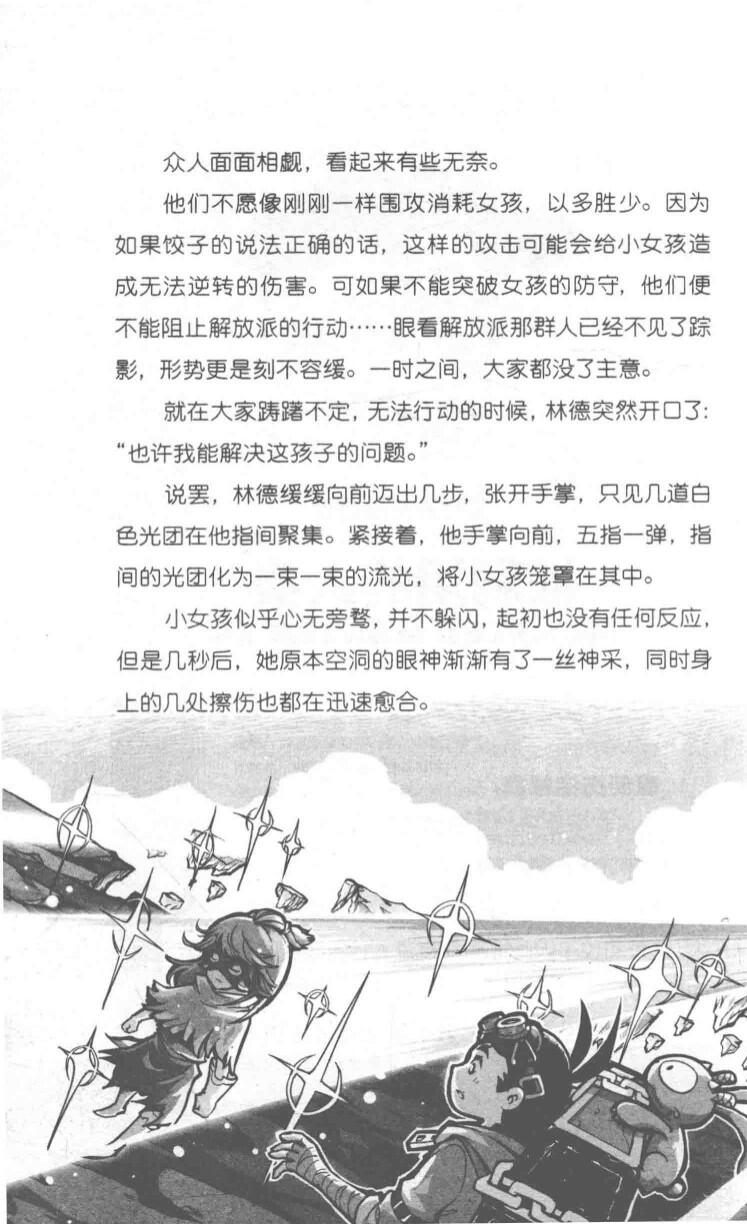 众人面面相觑，看起来有些无奈。
他们不愿像刚刚一样围攻消耗女孩，以多胜少。因为
如果饺子的说法正确的话，这样的攻击可能会给小女孩造
成无法逆转的伤害。可如果不能突破女孩的防守，他们便
不能阻止解放派的行动……眼看解放派那群人已经不见了踪
影，形势更是刻不容缓。一时之间，大家都没了主意。
就在大家踌躇不定，无法行动的时候，林德突然开口了：
“也许我能解决这孩子的问题。”
说罢，林德缓缓向前迈出几步，张开手掌，只见几道白
色光团在他指间聚集。紧接着，他手掌向前，五指一弹，指
间的光团化为一束一束的流光，将小女孩笼罩在其中。
小女孩似乎心无旁骛，并不躲闪，起初也没有任何反应，
但是几秒后，她原本空洞的眼神渐渐有了一丝神采，同时身
上的几处擦伤也都在迅速愈合。